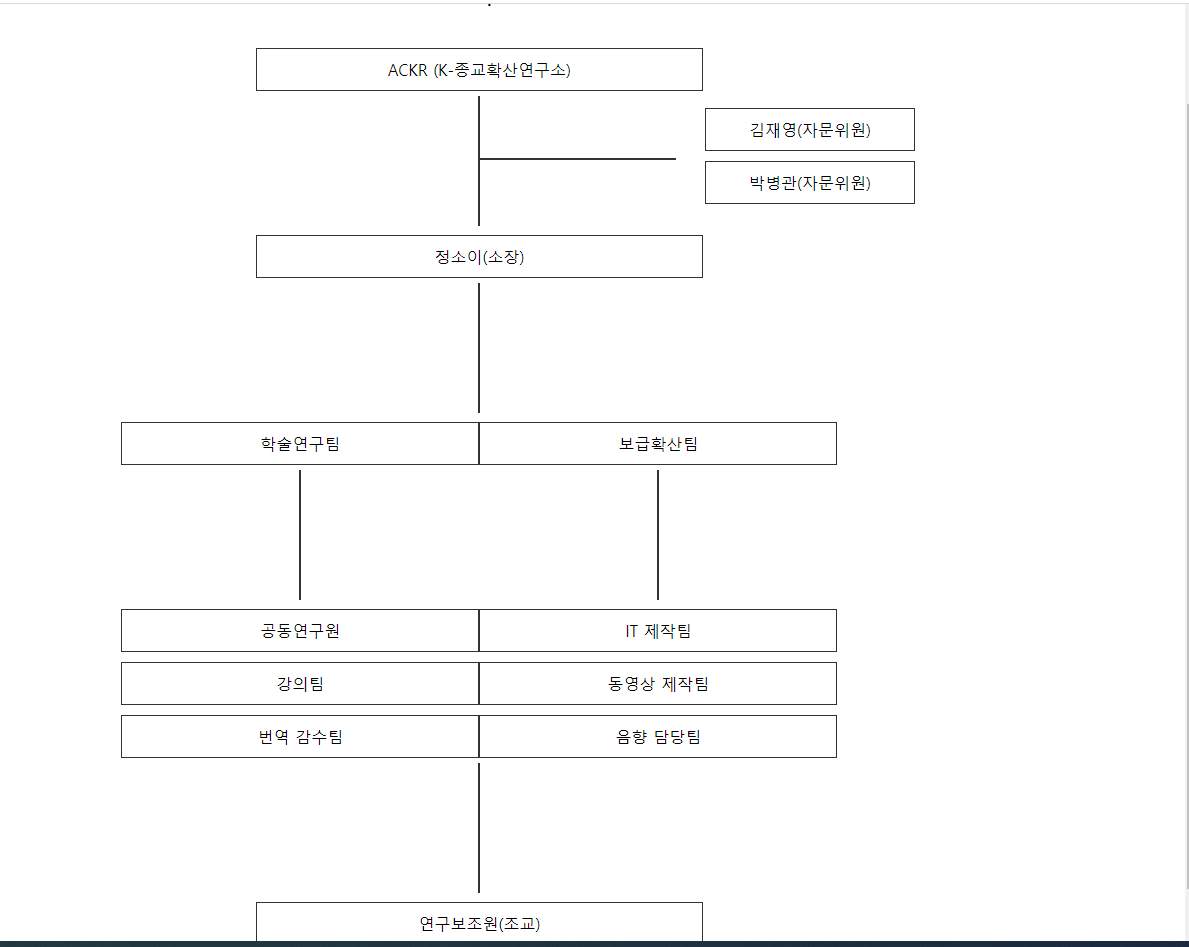 ACKR (K-종교확산연구소)
김재영(자문위원)
박병관(자문위원)
정소이(소장)
학술연구팀
보급확산팀
공동연구원
IT 제작팀
강의팀
동영상 제작팀
번역 감수팀
음향 담당팀
연구보조원(조교)